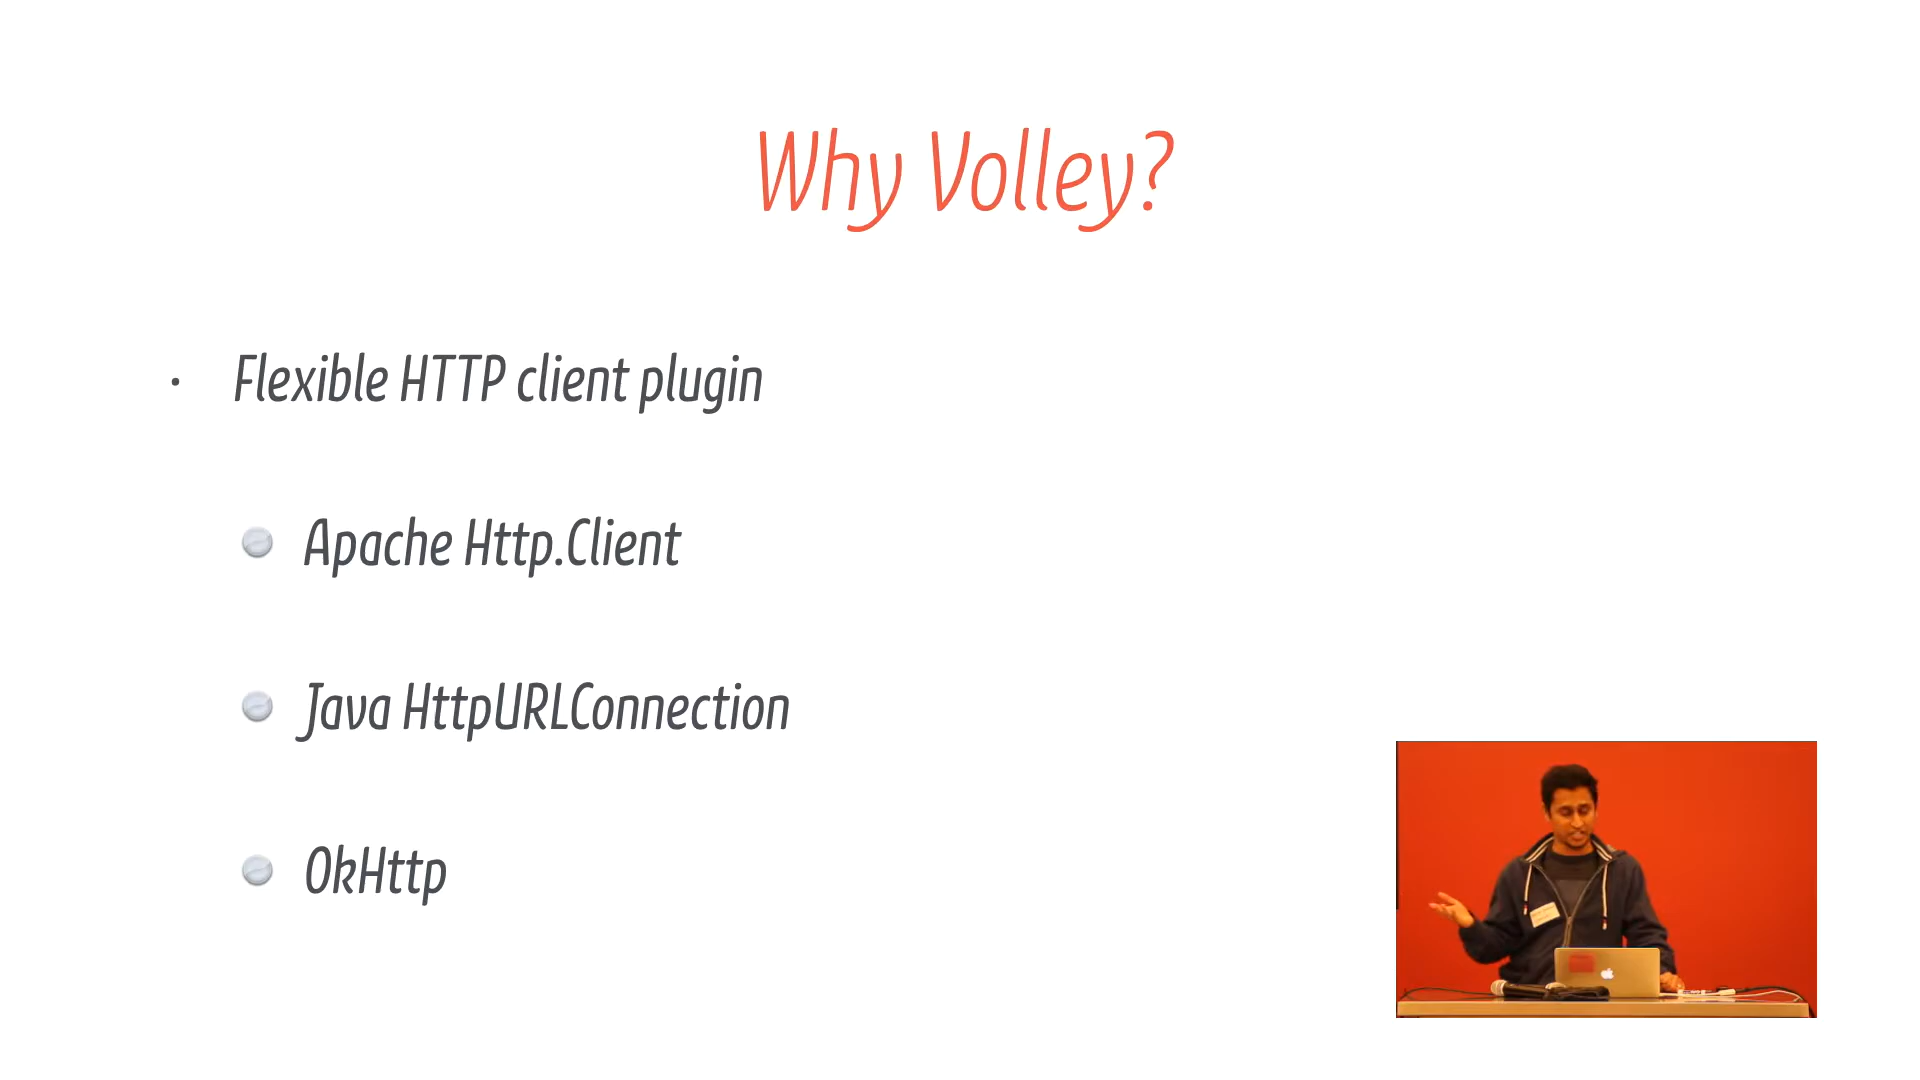 Why Volley?
Flexible HTTP client plugin
Apache Http.Client
Java HttpURLConnection
OkHttp